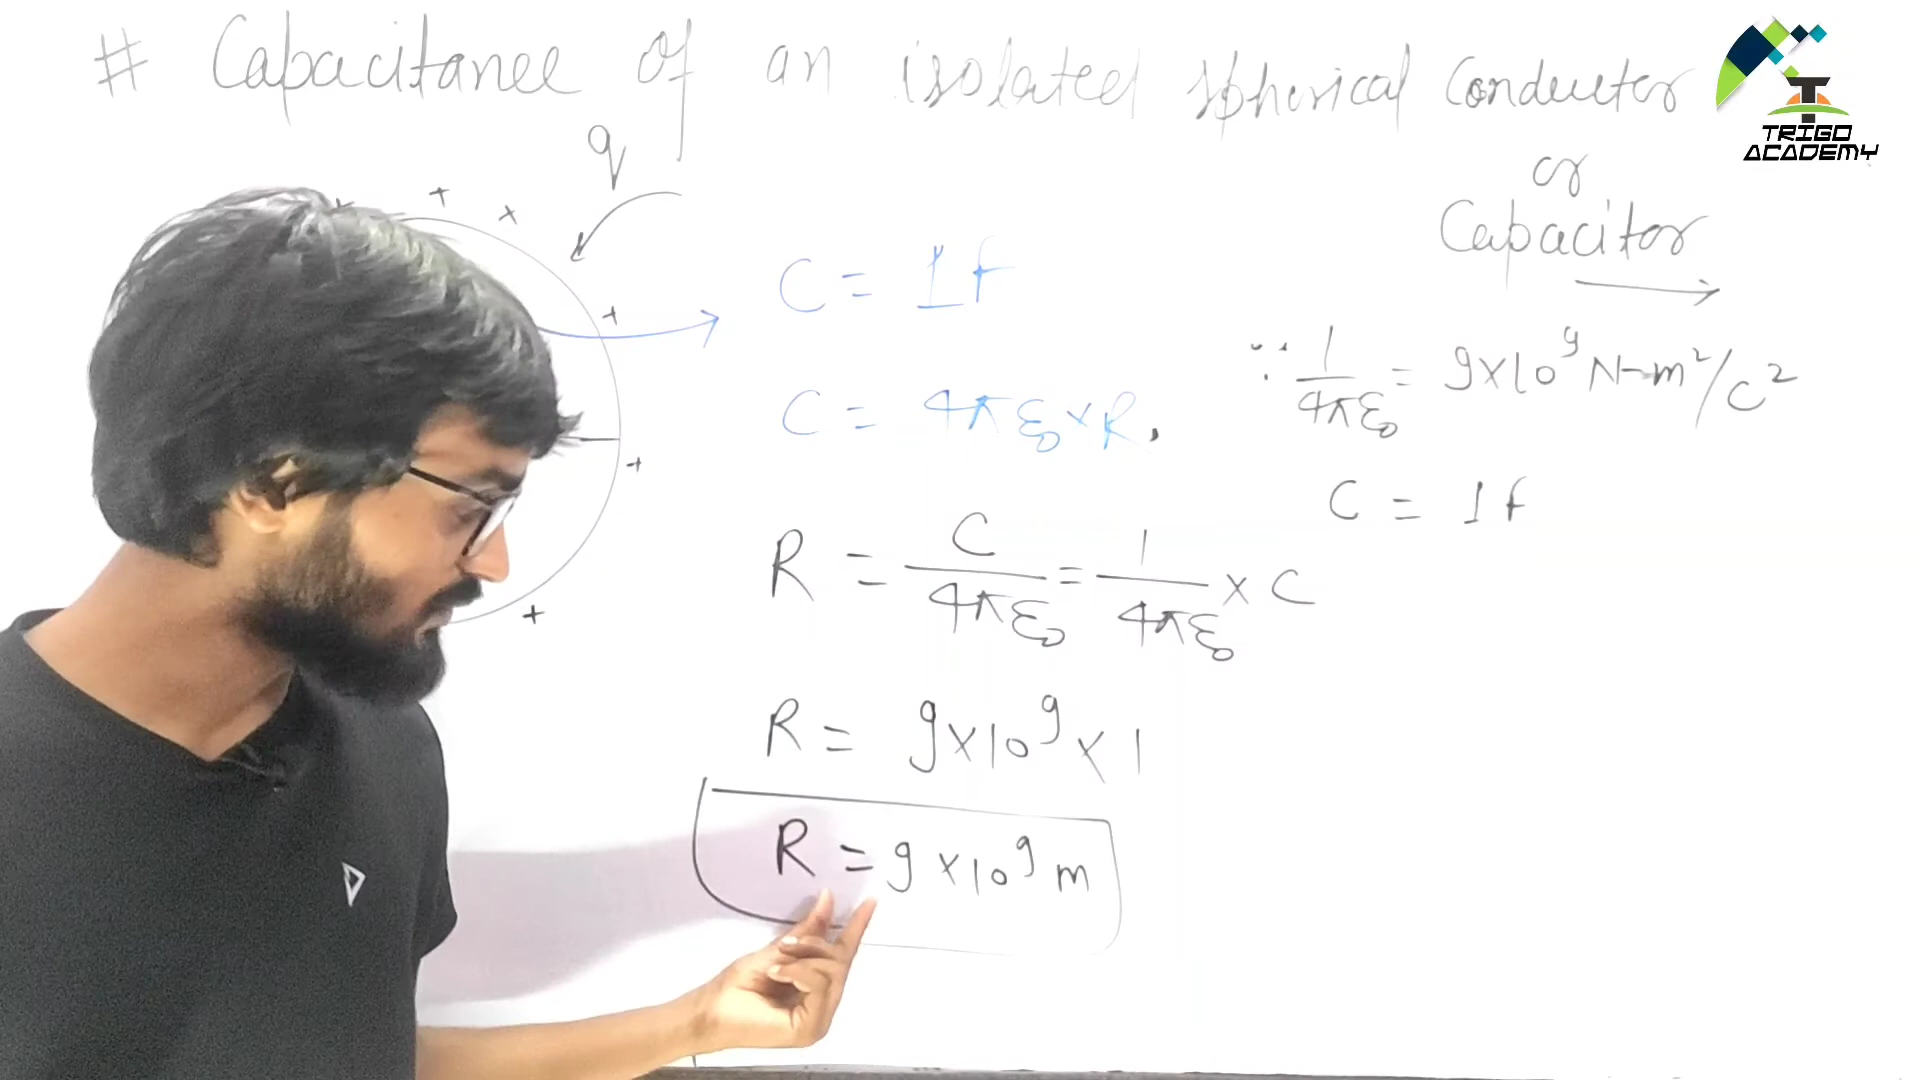 # Capacitance of an isolated spherical Conductor
or
Capacitor
TRIGO
ACADEMY
q
+ + + + +
C = 1F
C = 4πε₀×R.
∵ 1/4πε₀ = 9×10⁹ N-m²/C²
C = 1F
R = C/4πε₀ = 1/4πε₀ × C
R = 9×10⁹×1
R = 9×10⁹ m